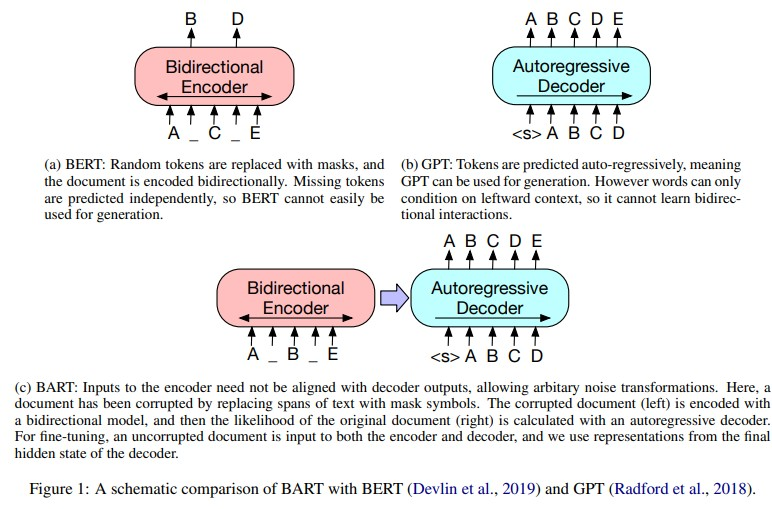 B D
Bidirectional
Encoder
A _ C _ E
(a) BERT: Random tokens are replaced with masks, and
the document is encoded bidirectionally. Missing tokens
are predicted independently, so BERT cannot easily be
used for generation.
A B C D E
Autoregressive
Decoder
<s> A B C D
(b) GPT: Tokens are predicted auto-regressively, meaning
GPT can be used for generation. However words can only
condition on leftward context, so it cannot learn bidirec-
tional interactions.
Bidirectional
Encoder
A _ B _ E
A B C D E
Autoregressive
Decoder
<s> A B C D
(c) BART: Inputs to the encoder need not be aligned with decoder outputs, allowing arbitary noise transformations. Here, a
document has been corrupted by replacing spans of text with mask symbols. The corrupted document (left) is encoded with
a bidirectional model, and then the likelihood of the original document (right) is calculated with an autoregressive decoder.
For fine-tuning, an uncorrupted document is input to both the encoder and decoder, and we use representations from the final
hidden state of the decoder.
Figure 1: A schematic comparison of BART with BERT (Devlin et al., 2019) and GPT (Radford et al., 2018).